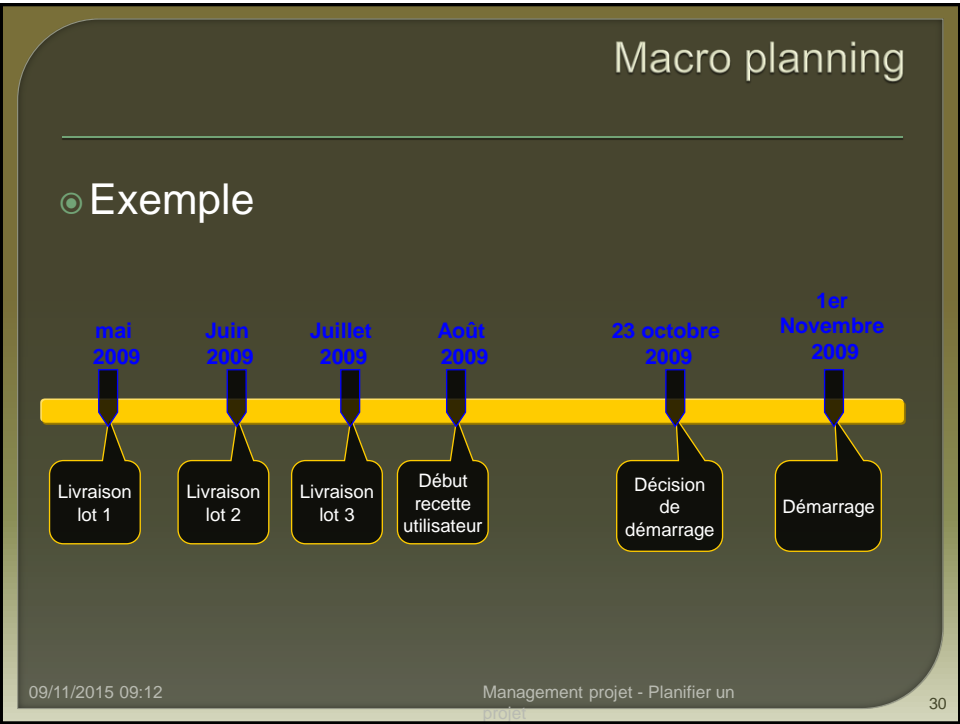 Macro planning
Exemple
mai
2009
Juin
2009
Juillet
2009
Août
2009
23 octobre
2009
1er
Novembre
2009
Livraison
lot 1
Livraison
lot 2
Livraison
lot 3
Début
recette
utilisateur
Décision
de
démarrage
Démarrage
09/11/2015 09:12
Management projet - Planifier un
projet
30